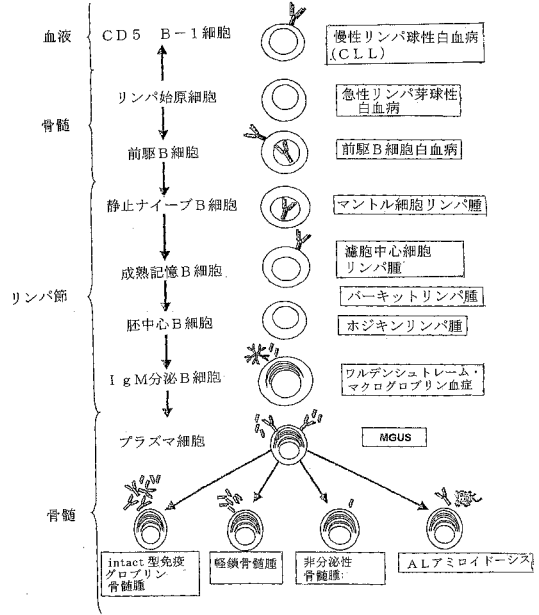 血液
CD5 B-1細胞
慢性リンパ球性白血病
(CLL)
リンパ始原細胞
急性リンパ芽球性
白血病
骨髄
前駆B細胞
前駆B細胞白血病
静止ナイーブB細胞
マントル細胞リンパ腫
成熟記憶B細胞
濾胞中心細胞
リンパ腫
リンパ節
バーキットリンパ腫
胚中心B細胞
ホジキンリンパ腫
IgM分泌B細胞
ワルデンシュトレーム・
マクログロブリン血症
プラズマ細胞
MGUS
骨髄
intact型免疫
グロブリン
骨髄腫
軽鎖骨髄腫
非分泌性
骨髄腫
ALアミロイドーシス